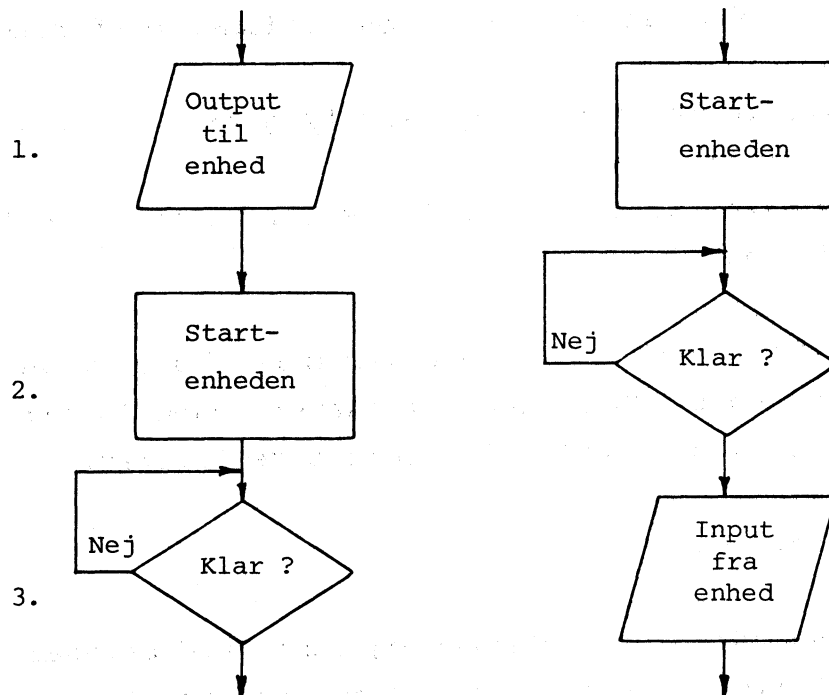 1.
Output
til
enhed
2.
Start-
enheden
3.
Nej
Klar ?
Start-
enheden
Nej
Klar ?
Input
fra
enhed